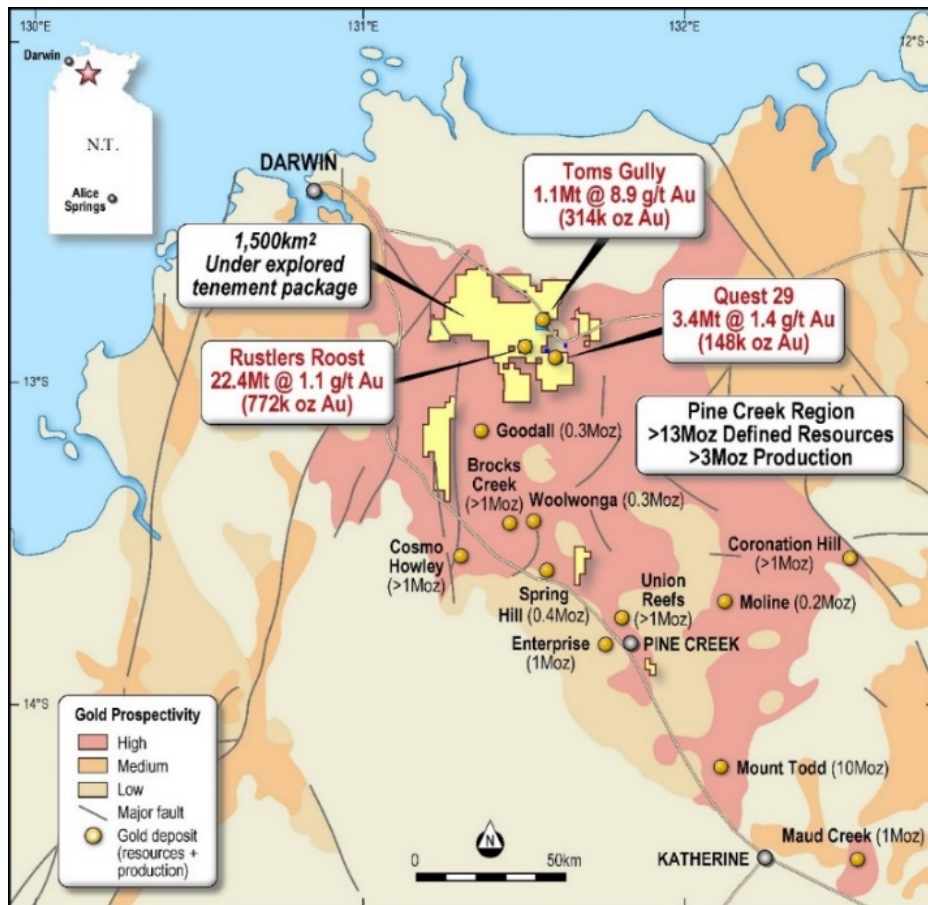 130°E
131°E
132°E
12°S
Darwin
N.T.
Alice
Springs
DARWIN
Toms Gully
1.1Mt @ 8.9 g/t Au
(314k oz Au)
1,500km²
Under explored
tenement package
Quest 29
3.4Mt @ 1.4 g/t Au
(148k oz Au)
Rustlers Roost
22.4Mt @ 1.1 g/t Au
(772k oz Au)
13°S
Pine Creek Region
>13Moz Defined Resources
>3Moz Production
Goodall (0.3Moz)
Brocks
Creek
(>1Moz)
Woolwonga (0.3Moz)
Cosmo
Howley
(>1Moz)
Spring
Hill (0.4Moz)
Coronation Hill
(>1Moz)
Union
Reefs
(>1Moz)
Moline (0.2Moz)
Enterprise
(1Moz)
PINE CREEK
14°S
Gold Prospectivity
High
Medium
Low
Major fault
Gold deposit
(resources +
production)
Mount Todd (10Moz)
N
0
50km
KATHERINE
Maud Creek (1Moz)